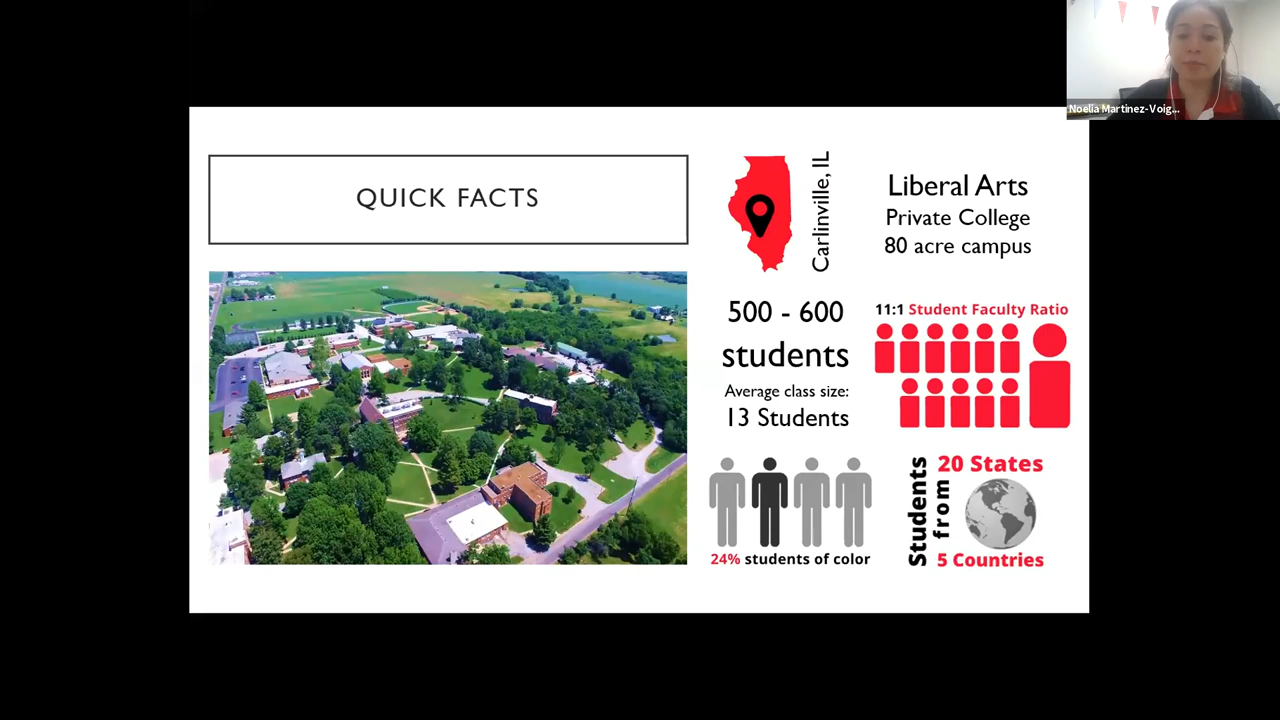 Noelia Martinez-Voig...
QUICK FACTS
Carlinville, IL
Liberal Arts
Private College
80 acre campus
500 - 600
students
Average class size:
13 Students
11:1 Student Faculty Ratio
24% students of color
Students
from
20 States
5 Countries